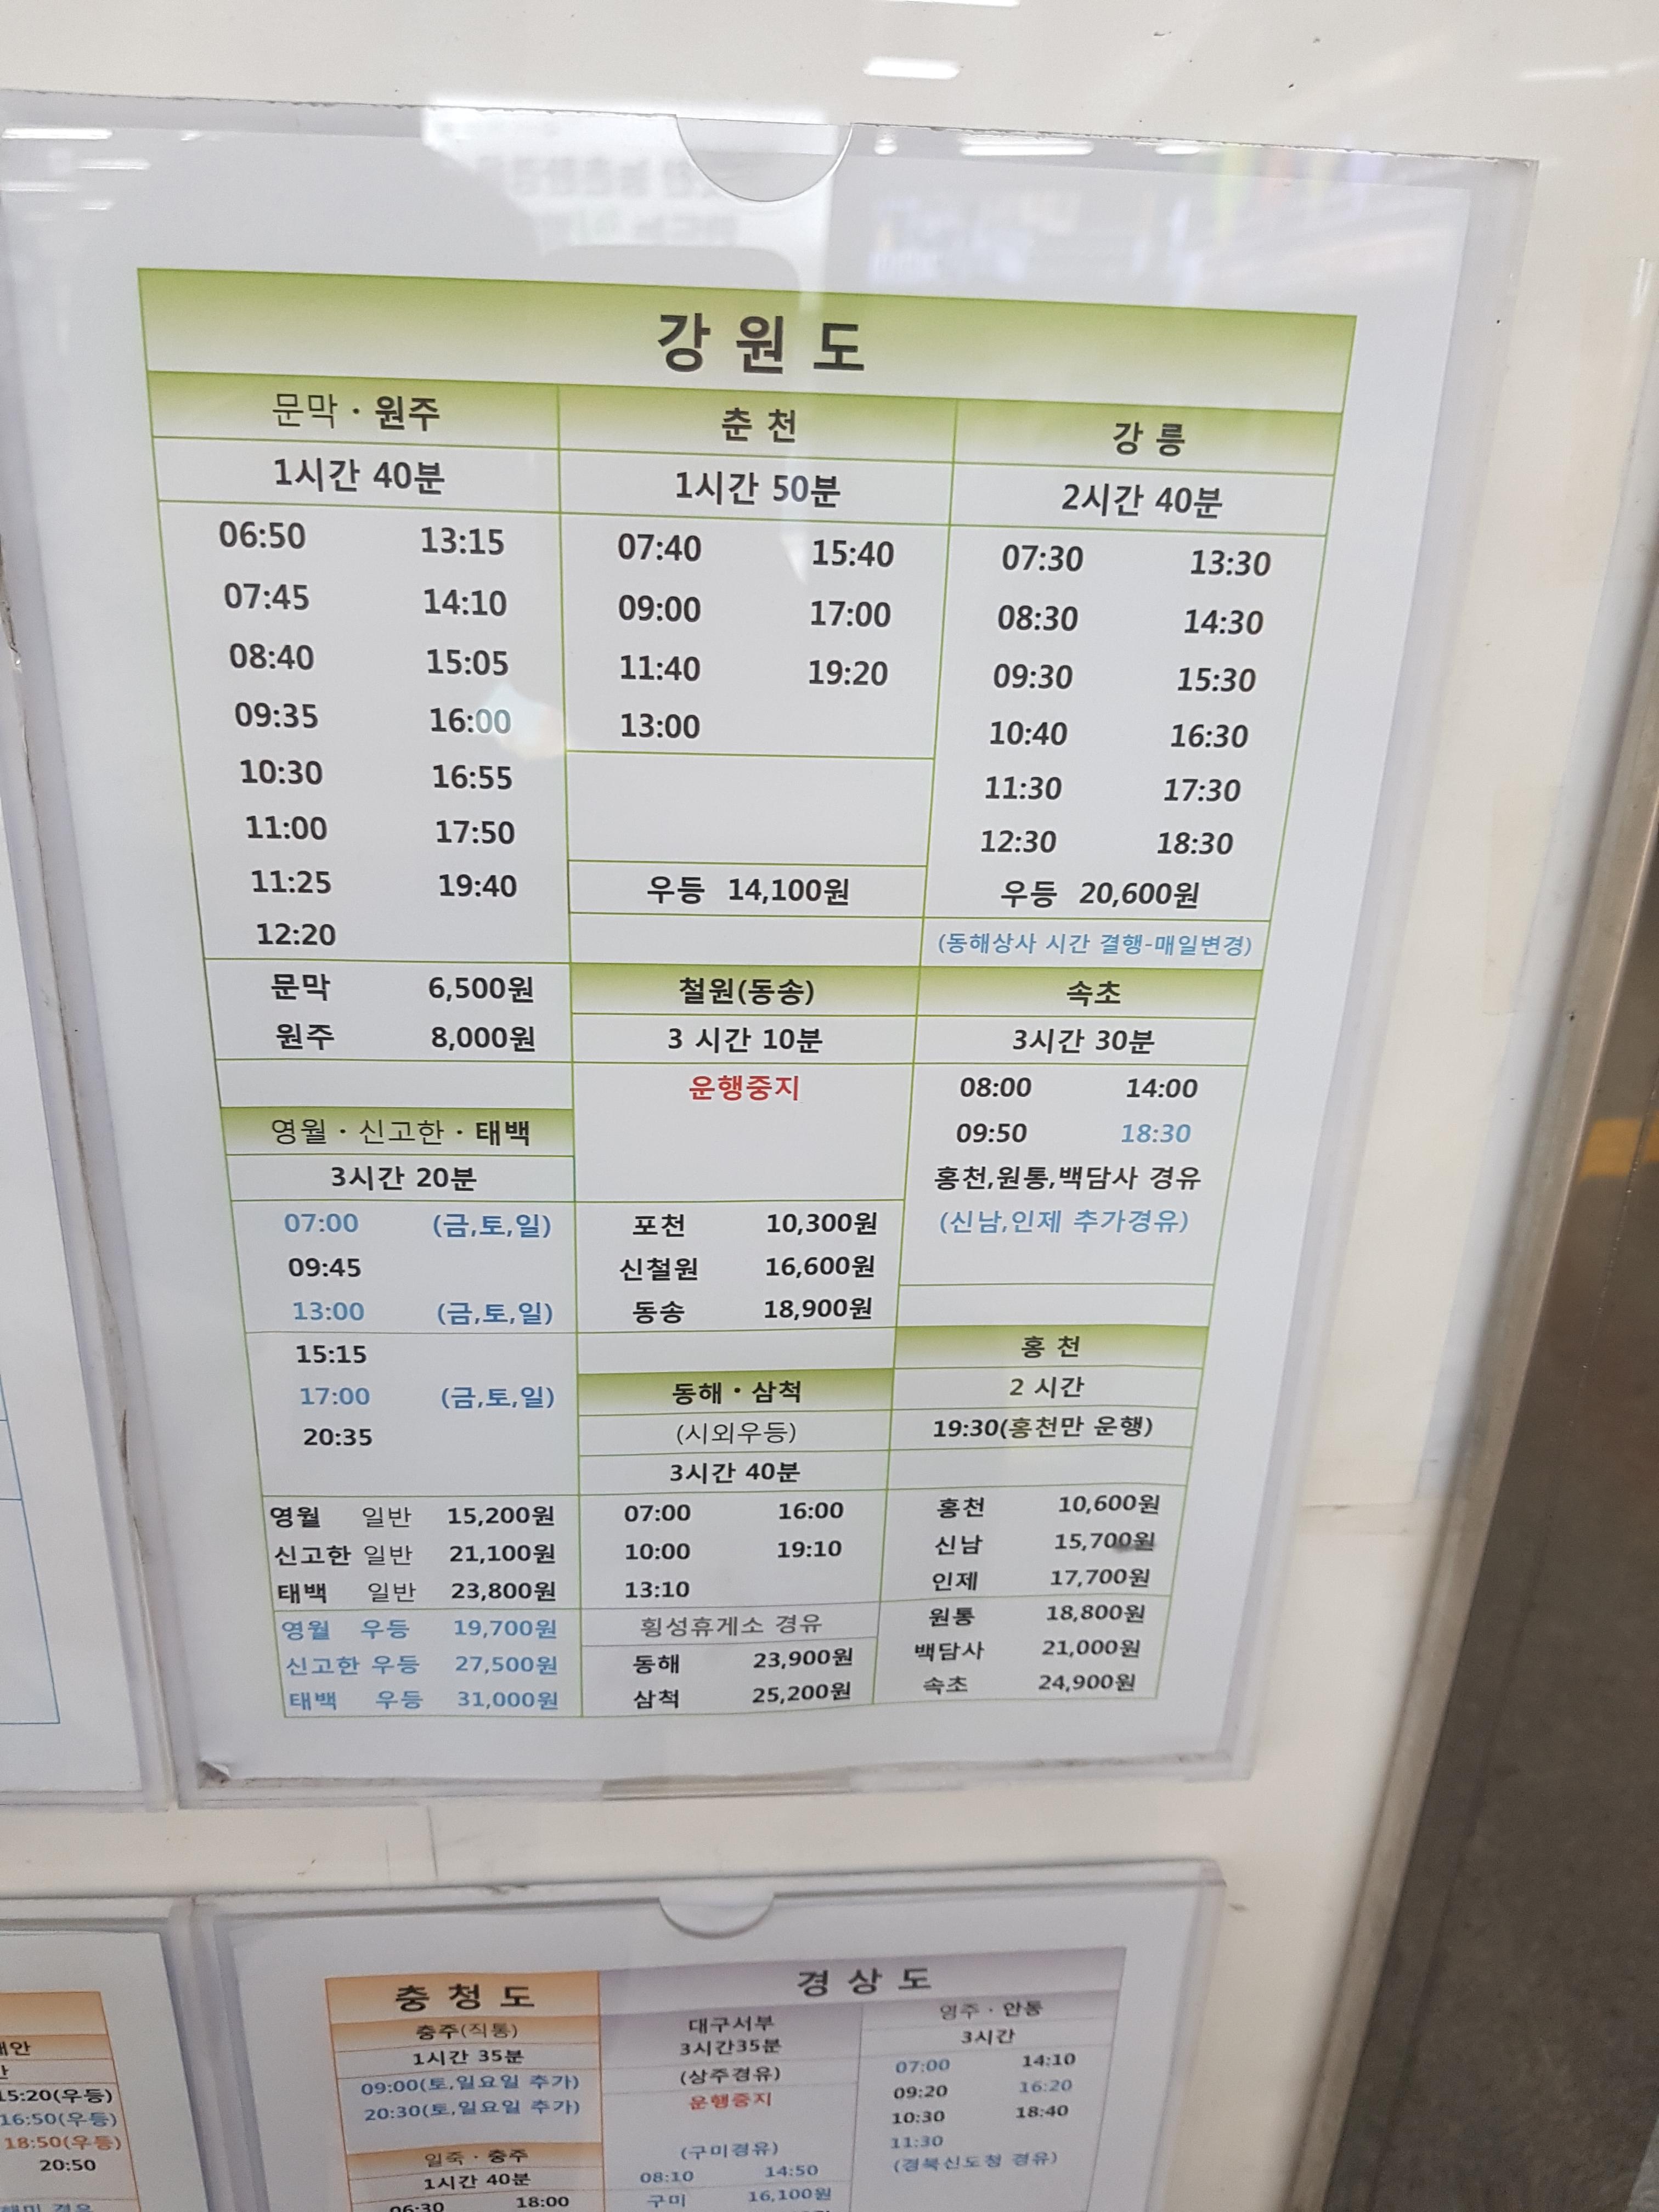 강원도
문막·원주
1시간 40분
06:50 13:15
07:45 14:10
08:40 15:05
09:35 16:00
10:30 16:55
11:00 17:50
11:25 19:40
12:20
문막 6,500원
원주 8,000원
영월·신고한·태백
3시간 20분
07:00 (금,토,일)
09:45
13:00 (금,토,일)
15:15
17:00 (금,토,일)
20:35
영월 일반 15,200원
신고한 일반 21,100원
태백 일반 23,800원
영월 우등 19,700원
신고한 우등 27,500원
태백 우등 31,000원
춘천
1시간 50분
07:40 15:40
09:00 17:00
11:40 19:20
13:00
우등 14,100원
철원(동송)
3 시간 10분
운행중지
포천 10,300원
신철원 16,600원
동송 18,900원
동해·삼척
(시외우등)
3시간 40분
07:00 16:00
10:00 19:10
13:10
횡성휴게소 경유
동해 23,900원
삼척 25,200원
강릉
2시간 40분
07:30 13:30
08:30 14:30
09:30 15:30
10:40 16:30
11:30 17:30
12:30 18:30
우등 20,600원
(동해상사 시간 결행-매일변경)
속초
3시간 30분
08:00 14:00
09:50 18:30
홍천,원통,백담사 경유
(신남,인제 추가경유)
홍천
2 시간
19:30(홍천만 운행)
홍천 10,600원
신남 15,700원
인제 17,700원
원통 18,800원
백담사 21,000원
속초 24,900원
15:20(우등)
16:50(우등)
18:50(우등)
20:50
충청도
충주(직통)
1시간 35분
09:00(토,일요일 추가)
20:30(토,일요일 추가)
일죽·충주
1시간 40분
06:30 18:00
경상도
대구서부
3시간35분
(상주경유)
운행중지
(구미경유)
08:10 14:50
구미 16,100원
영주·안동
3시간
07:00 14:10
09:20 16:20
10:30 18:40
11:30
(경북신도청 경유)